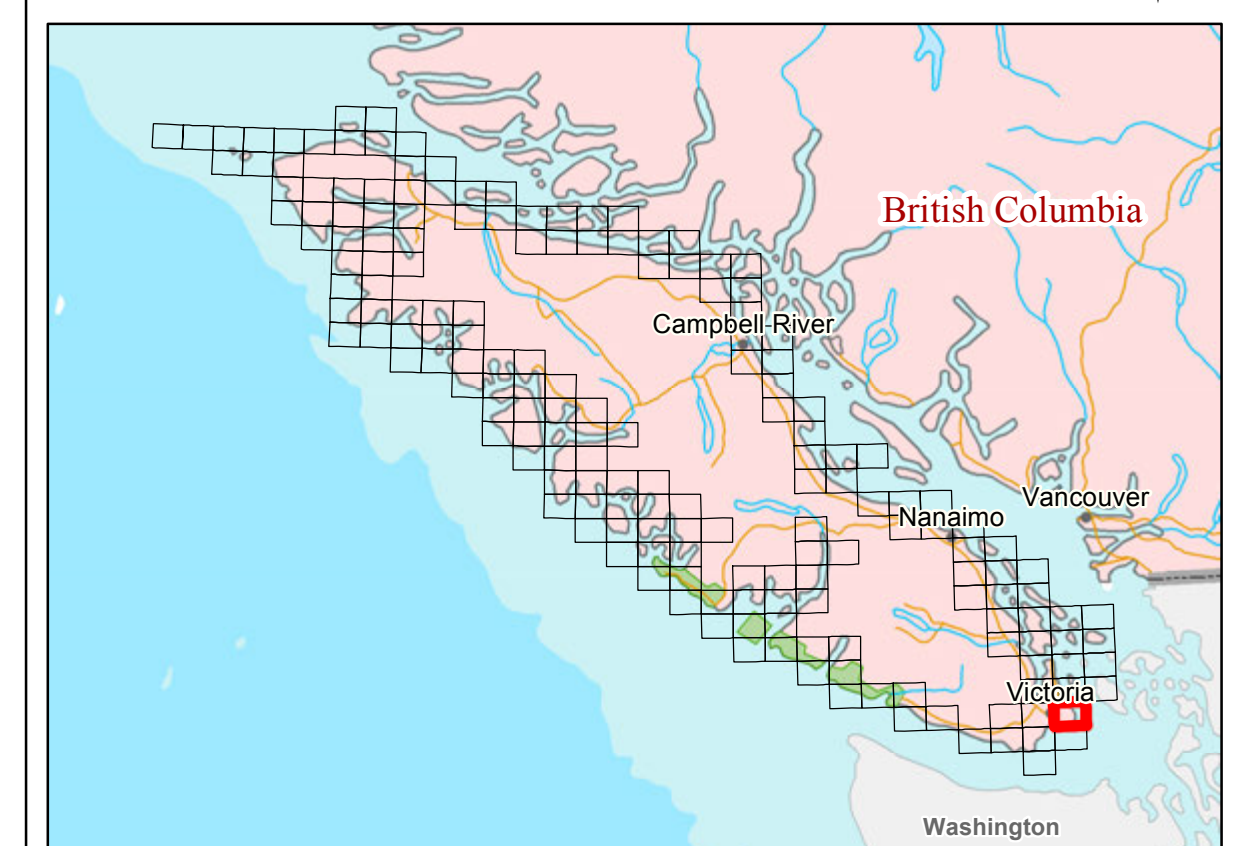 British Columbia
Campbell River
Vancouver
Nanaimo
Victoria
Washington